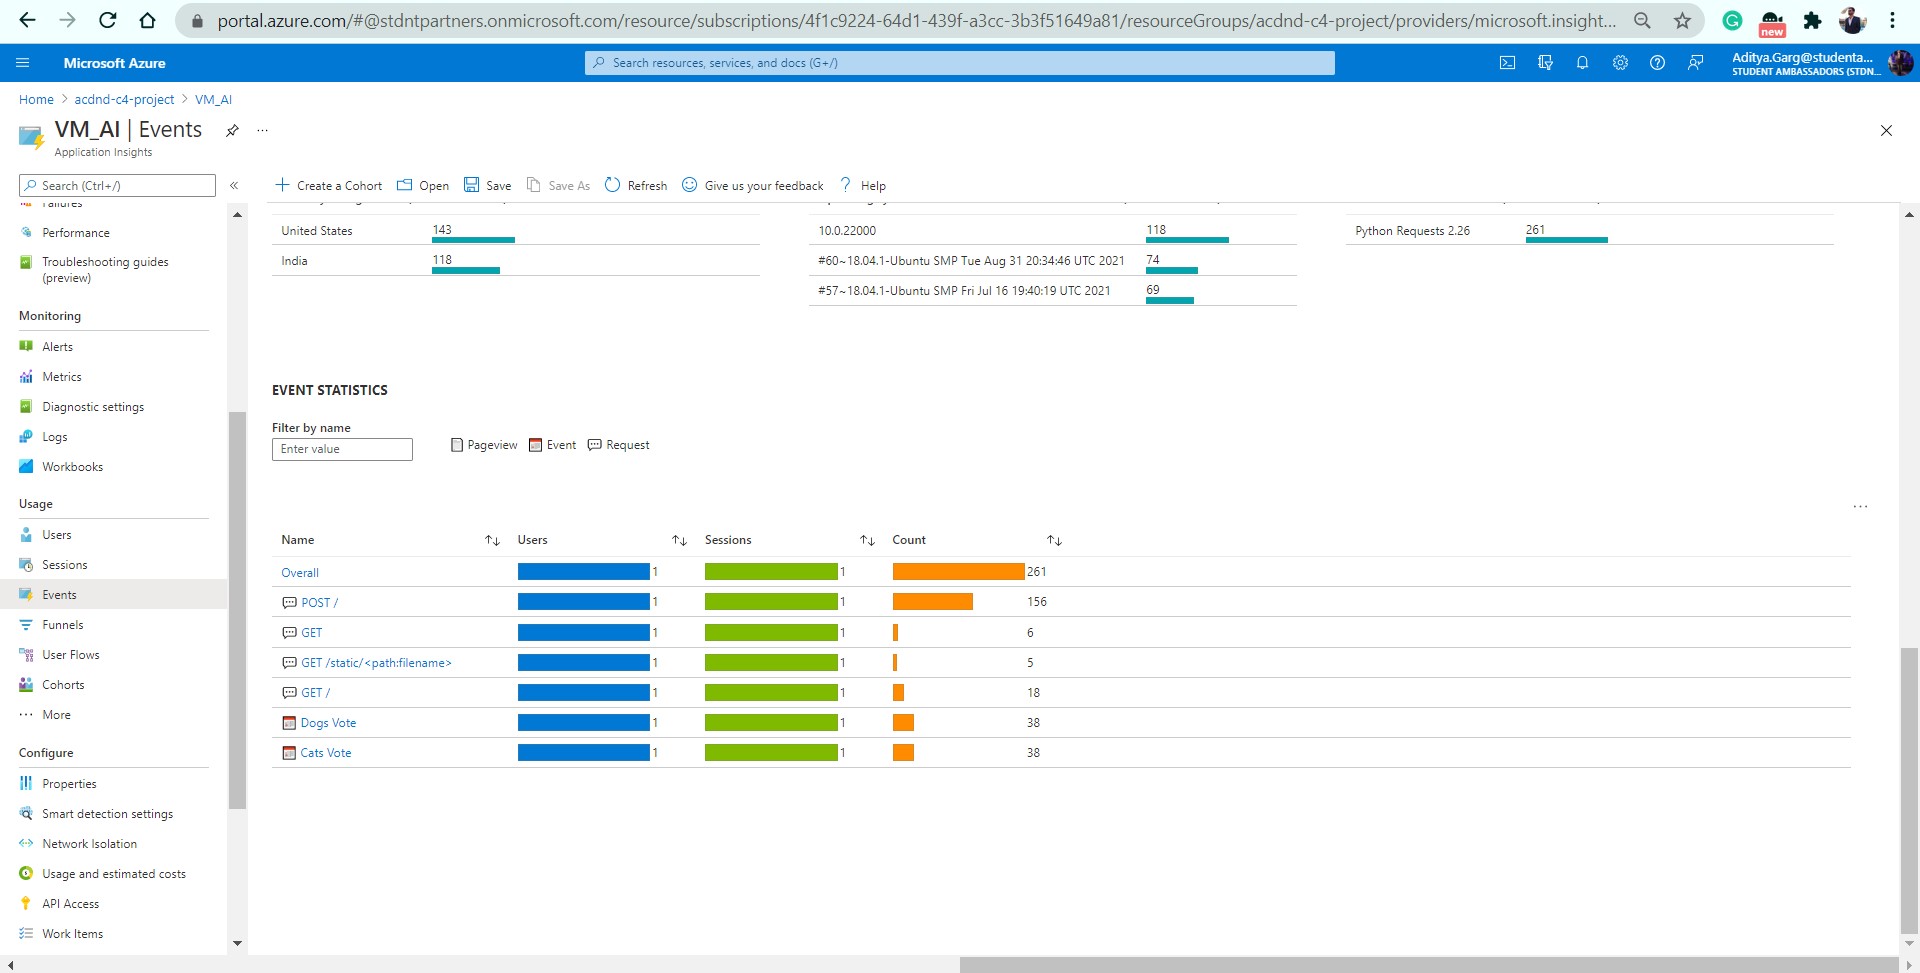 portal.azure.com/#@stdntpartners.onmicrosoft.com/resource/subscriptions/4f1c9224-64d1-439f-a3cc-3b3f51649a81/resourceGroups/acdnd-c4-project/providers/microsoft.insight...
new
Microsoft Azure
Search resources, services, and docs (G+/)
Aditya.Garg@studenta...
STUDENT AMBASSADORS (STDN...
Home > acdnd-c4-project > VM_AI
VM_AI | Events
...
Application Insights
Search (Ctrl+/)
«
Create a Cohort
Open
Save
Save As
Refresh
Give us your feedback
Help
Failures
Performance
Troubleshooting guides
(preview)
Monitoring
Alerts
Metrics
Diagnostic settings
Logs
Workbooks
Usage
Users
Sessions
Events
Funnels
User Flows
Cohorts
More
Configure
Properties
Smart detection settings
Network Isolation
Usage and estimated costs
API Access
Work Items
United States 143
India 118
10.0.22000 118
#60~18.04.1-Ubuntu SMP Tue Aug 31 20:34:46 UTC 2021 74
#57~18.04.1-Ubuntu SMP Fri Jul 16 19:40:19 UTC 2021 69
Python Requests 2.26 261
EVENT STATISTICS
Filter by name
Enter value
Pageview Event Request
...
Name Users Sessions Count
Overall 1 1 261
POST / 1 1 156
GET 1 1 6
GET /static/<path:filename> 1 1 5
GET / 1 1 18
Dogs Vote 1 1 38
Cats Vote 1 1 38